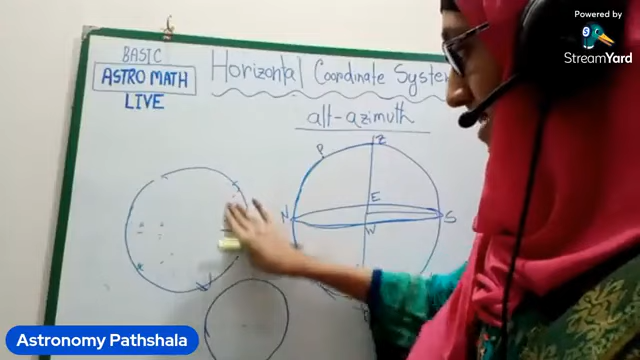 Powered by
StreamYard
BASIC
ASTRO MATH
LIVE
Horizontal Coordinate System
alt-azimuth
Z
P
E
N
S
W
Astronomy Pathshala